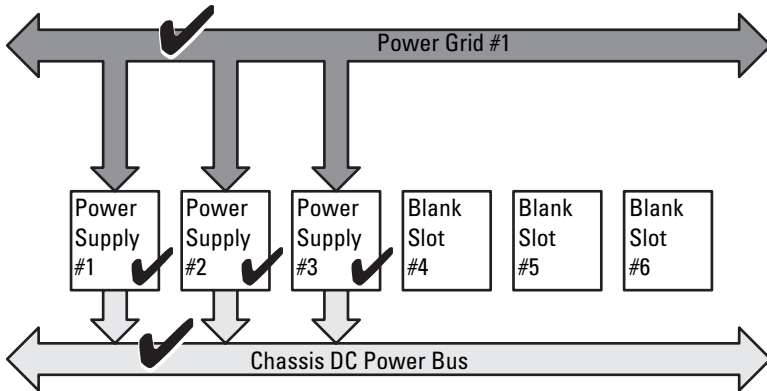 Power Grid #1
Power
Supply
#1
Power
Supply
#2
Power
Supply
#3
Blank
Slot
#4
Blank
Slot
#5
Blank
Slot
#6
Chassis DC Power Bus